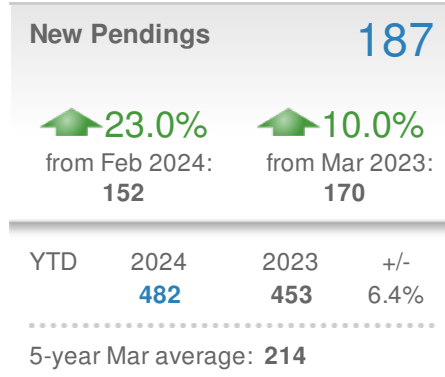 New Pendings 187
23.0% 10.0%
from Feb 2024: from Mar 2023:
152 170
YTD 2024 2023 +/-
482 453 6.4%
5-year Mar average: 214